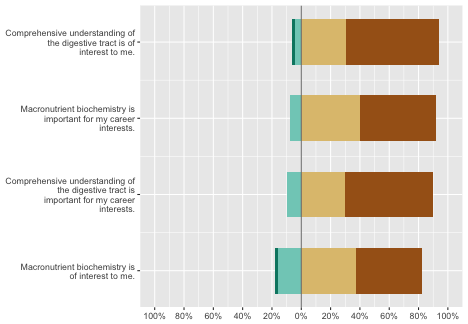 Comprehensive understanding of
the digestive tract is of
interest to me.
Macronutrient biochemistry is
important for my career
interests.
Comprehensive understanding of
the digestive tract is
important for my career
interests.
Macronutrient biochemistry is
of interest to me.
100% 80% 60% 40% 20% 0% 20% 40% 60% 80% 100%